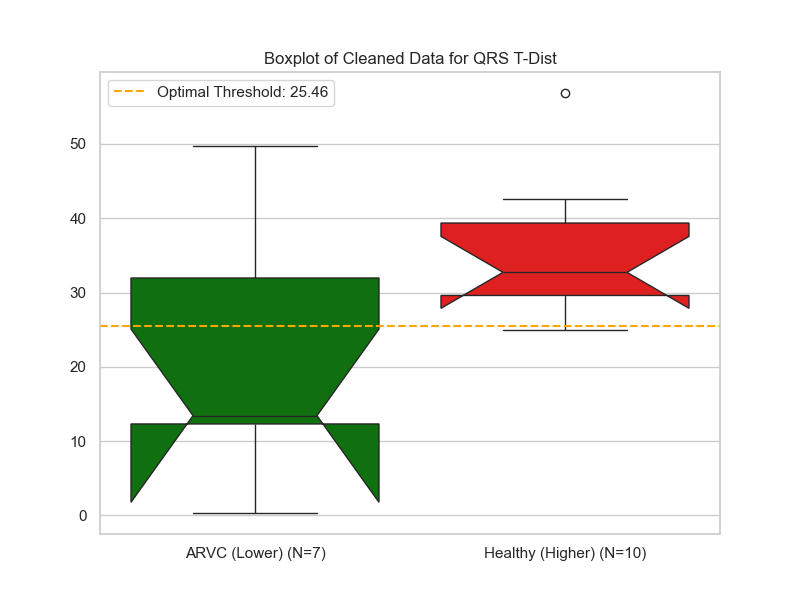 Boxplot of Cleaned Data for QRS T-Dist
Optimal Threshold: 25.46
50
40
30
20
10
0
ARVC (Lower) (N=7)
Healthy (Higher) (N=10)